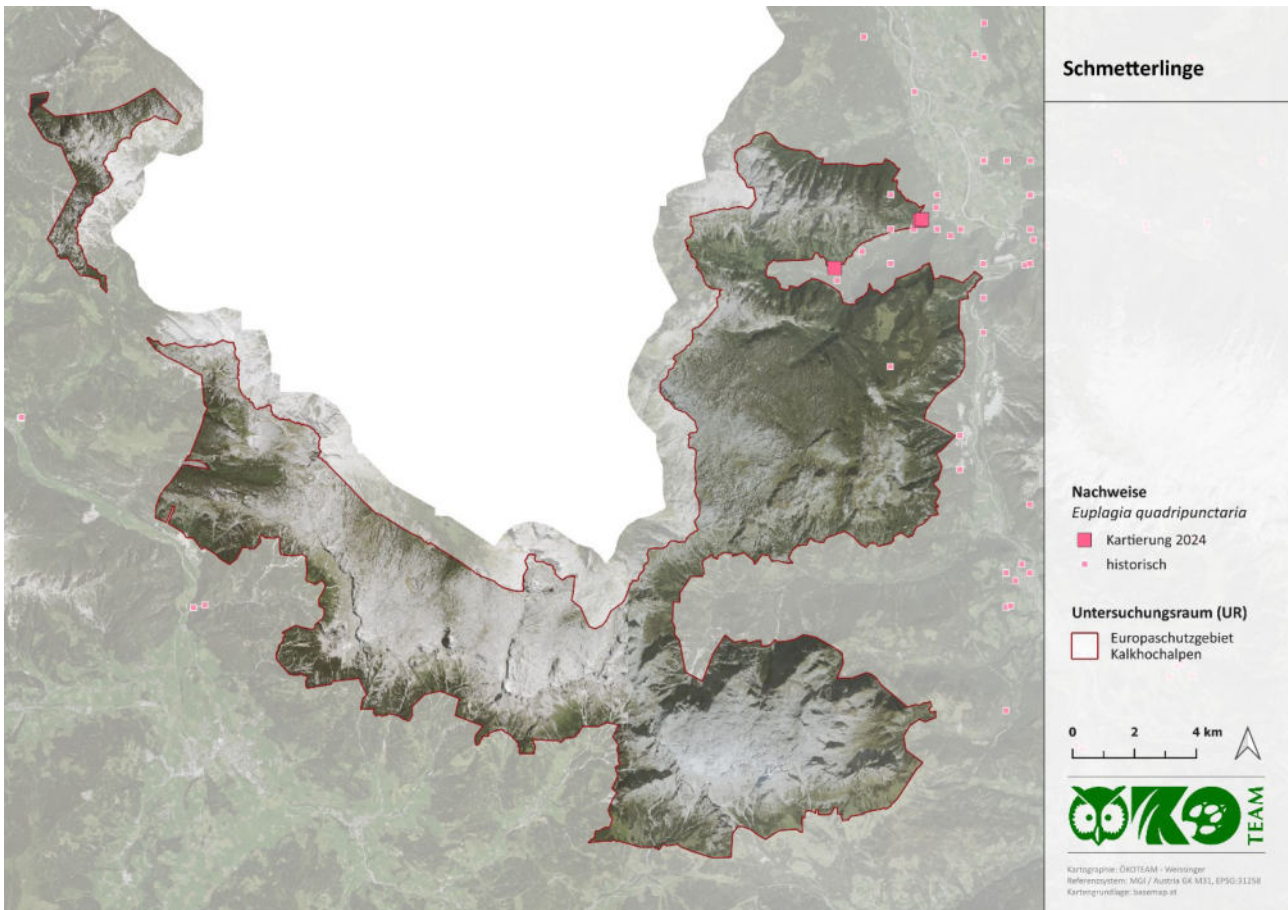 Schmetterlinge
Nachweise
Euplagia quadripunctaria
Kartierung 2024
historisch
Untersuchungsraum (UR)
Europaschutzgebiet
Kalkhochalpen
0 2 4 km
ÖKO
TEAM
Kartographie: ÖKOTEAM - Weissinger
Referenzsystem: MGI / Austria GK M31, EPSG:31258
Kartengrundlage: basemap.at